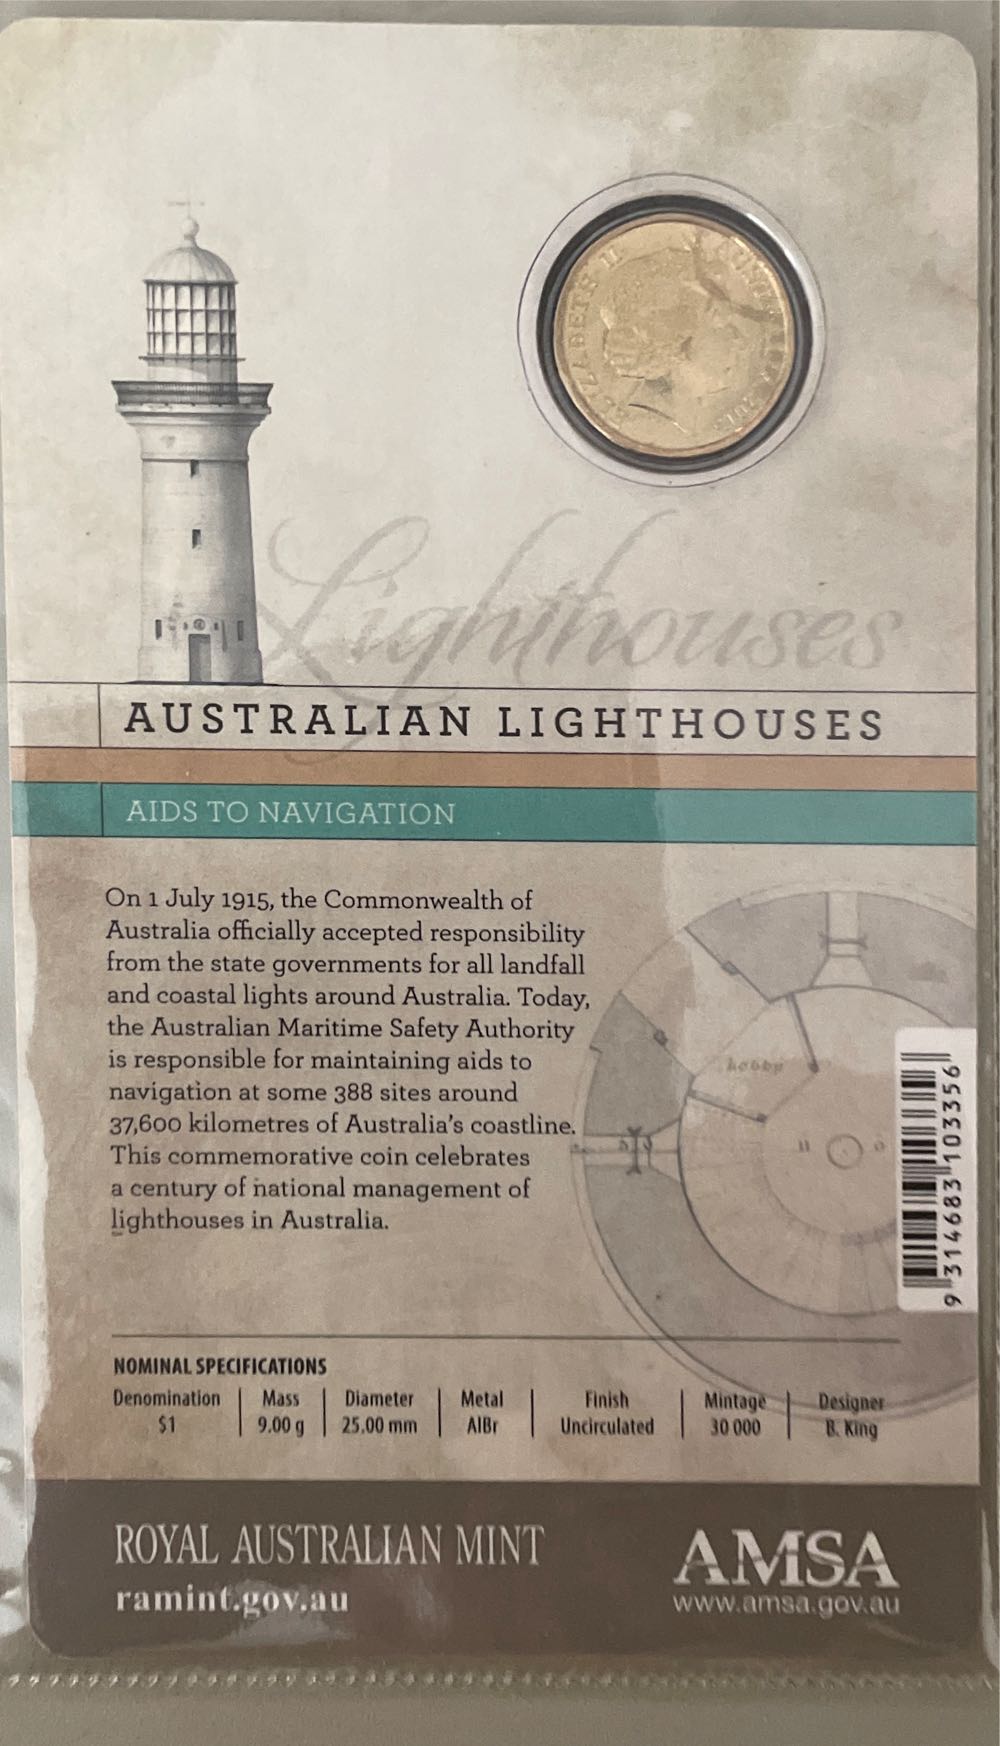 ELIZABETH II AUSTRALIA 2015
Lighthouses
AUSTRALIAN LIGHTHOUSES
AIDS TO NAVIGATION
On 1 July 1915, the Commonwealth of
Australia officially accepted responsibility
from the state governments for all landfall
and coastal lights around Australia. Today,
the Australian Maritime Safety Authority
is responsible for maintaining aids to
navigation at some 388 sites around
37,600 kilometres of Australia's coastline.
This commemorative coin celebrates
a century of national management of
lighthouses in Australia.
lobby
9 314683 103356
NOMINAL SPECIFICATIONS
Denomination Mass Diameter Metal Finish Mintage Designer
$1 9.00 g 25.00 mm AlBr Uncirculated 30 000 B. King
ROYAL AUSTRALIAN MINT
ramint.gov.au
AMSA
www.amsa.gov.au